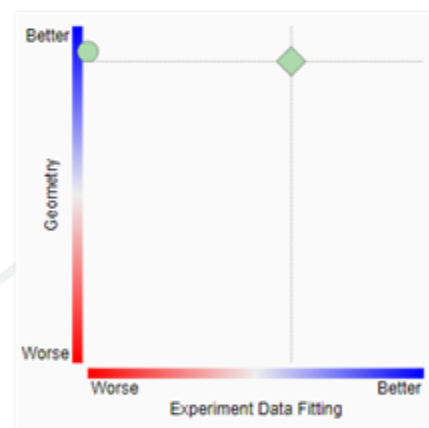 Better
Geometry
Worse
Worse
Better
Experiment Data Fitting